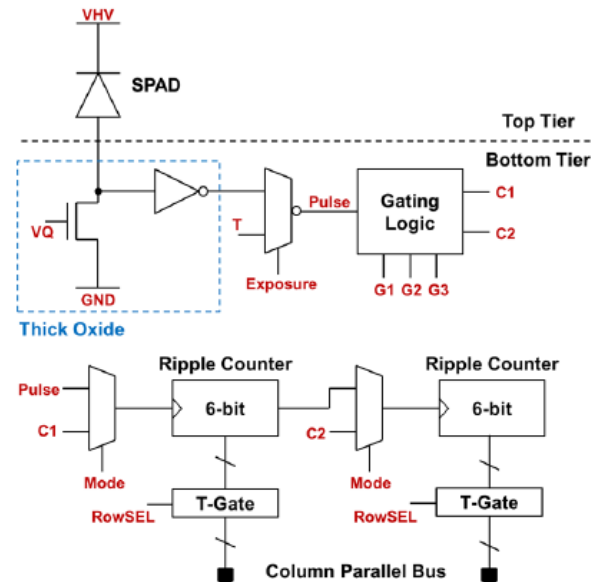 VHV
SPAD
Top Tier
Bottom Tier
Pulse
Gating
Logic
C1
C2
VQ
T
GND
Exposure
G1 G2 G3
Thick Oxide
Ripple Counter
Ripple Counter
Pulse
6-bit
6-bit
C1
C2
Mode
Mode
T-Gate
T-Gate
RowSEL
RowSEL
Column Parallel Bus